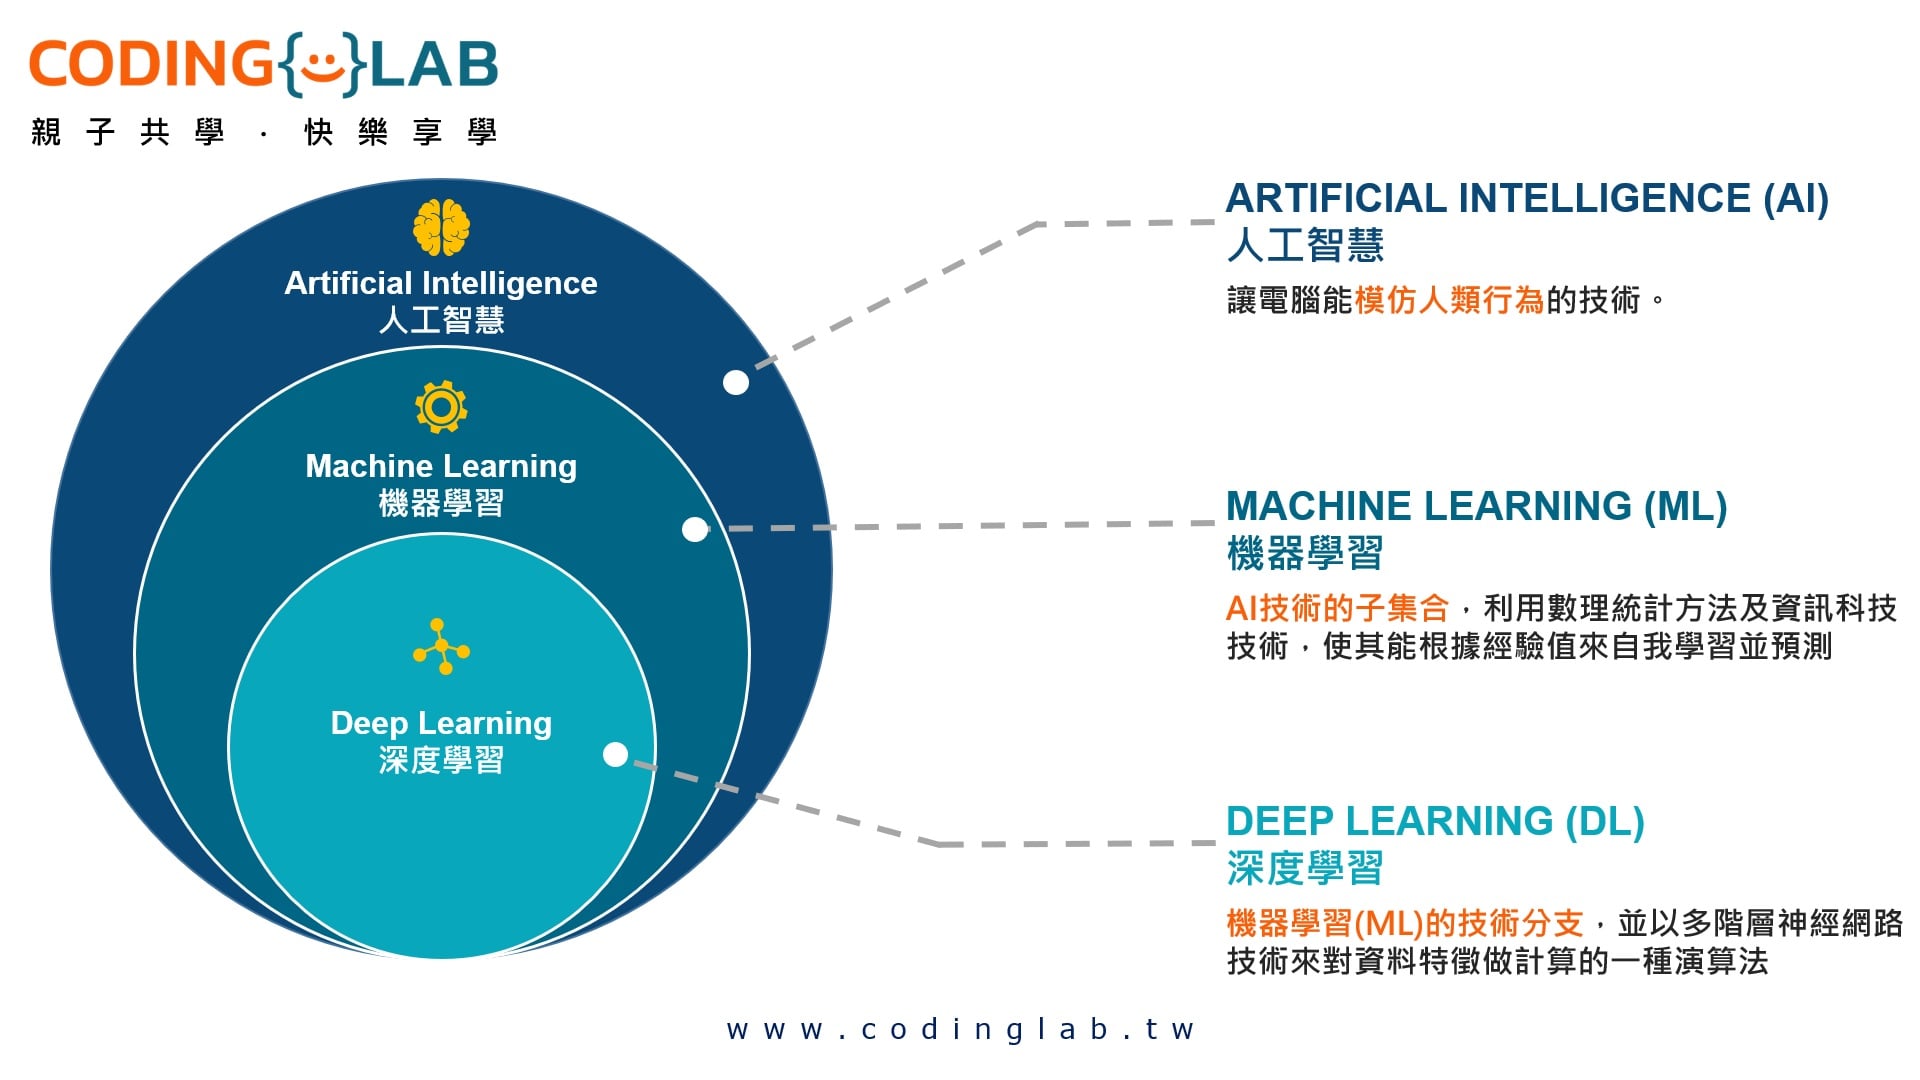 CODING{}LAB
親子共學．快樂享學
Artificial Intelligence
人工智慧
Machine Learning
機器學習
Deep Learning
深度學習
ARTIFICIAL INTELLIGENCE (AI)
人工智慧
讓電腦能模仿人類行為的技術。
MACHINE LEARNING (ML)
機器學習
AI技術的子集合，利用數理統計方法及資訊科技
技術，使其能根據經驗值來自我學習並預測
DEEP LEARNING (DL)
深度學習
機器學習(ML)的技術分支，並以多階層神經網路
技術來對資料特徵做計算的一種演算法
www.codinglab.tw